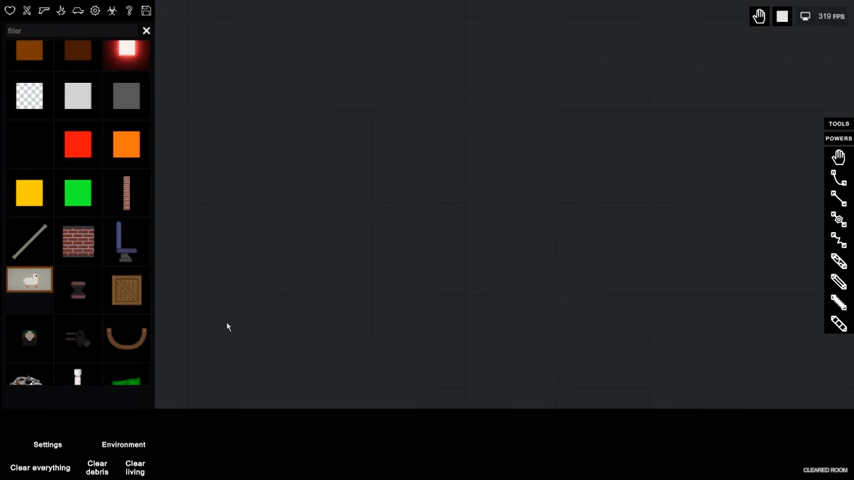 319 FPS
filter
TOOLS
POWERS
Settings
Environment
Clear everything
Clear debris
Clear living
CLEARED ROOM